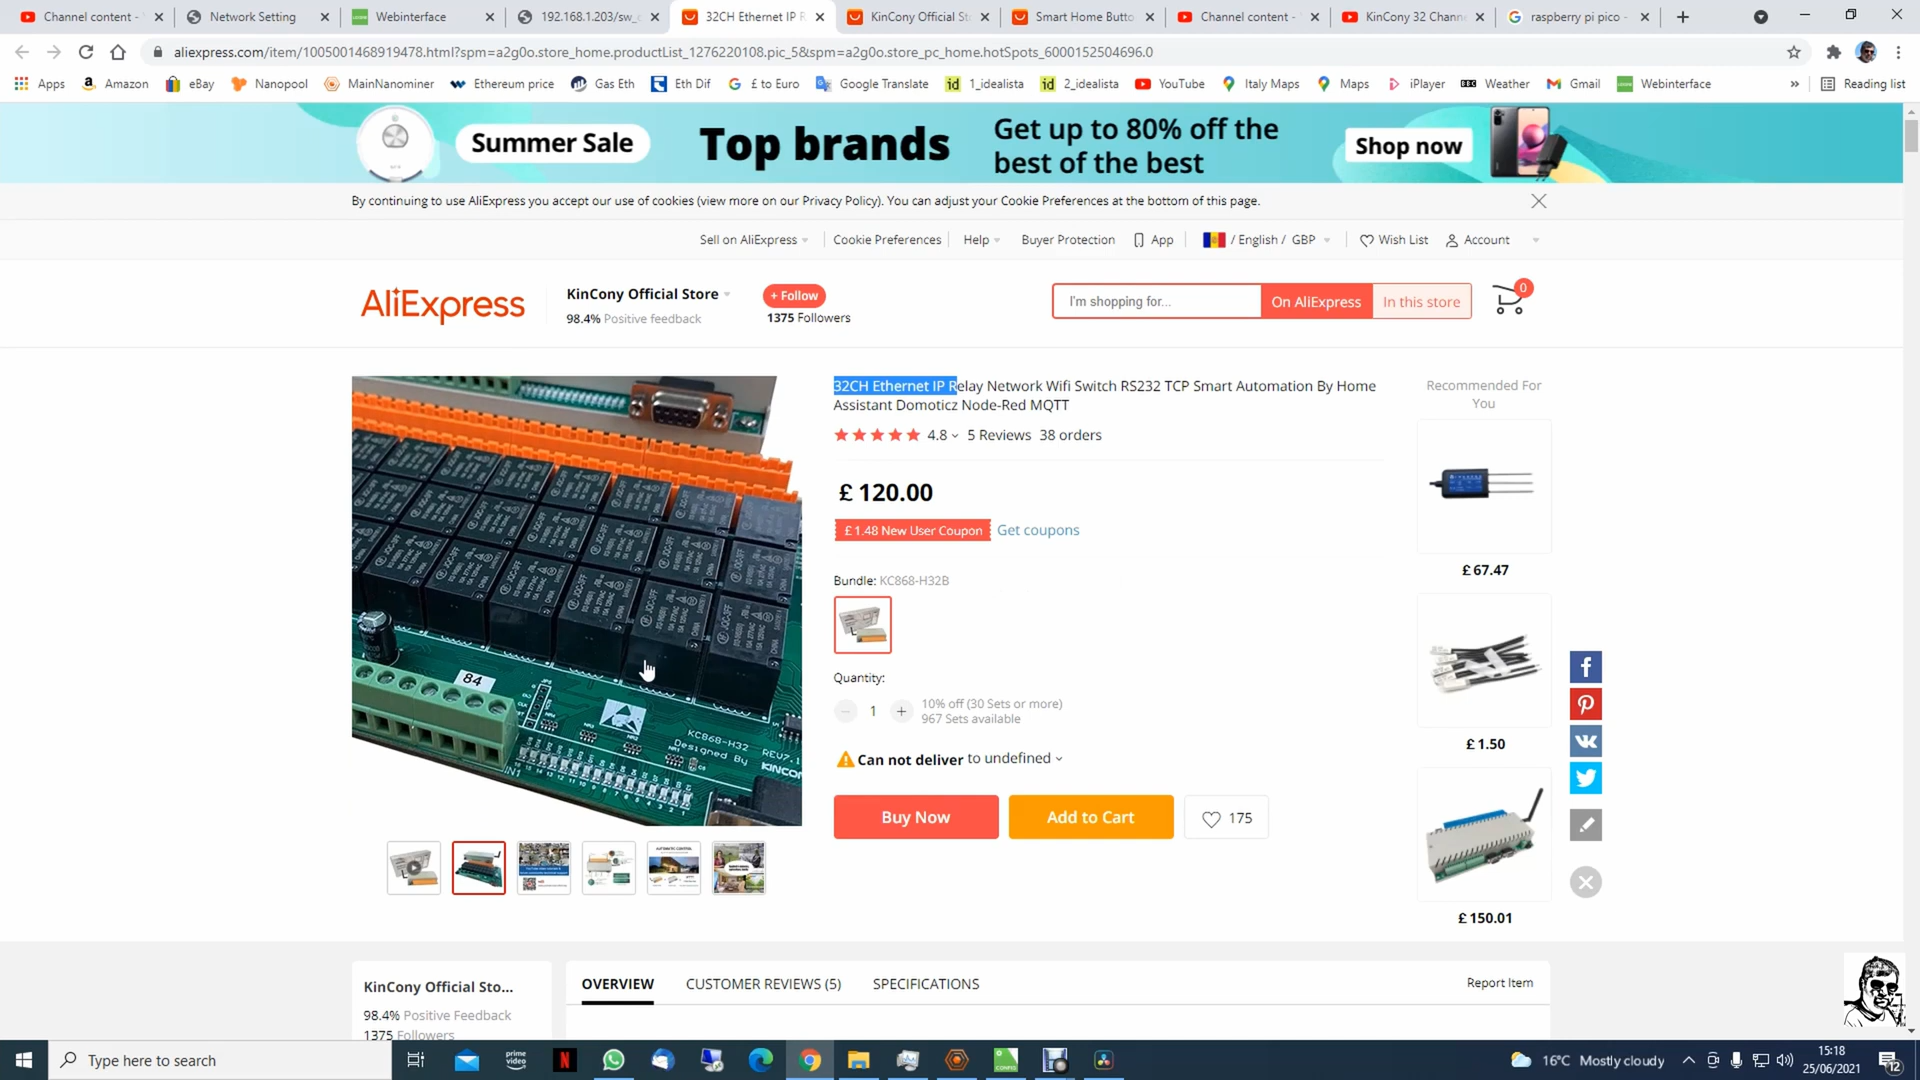 Channel content -
Network Setting
Webinterface
192.168.1.203/sw_
32CH Ethernet IP R
KinCony Official St
Smart Home Butto
Channel content -
KinCony 32 Chann
raspberry pi pico -
aliexpress.com/item/1005001468919478.html?spm=a2g0o.store_home.productList_1276220108.pic_5&spm=a2g0o.store_pc_home.hotSpots_6000152504696.0
Apps
Amazon
eBay
Nanopool
MainNanominer
Ethereum price
Gas Eth
Eth Dif
£ to Euro
Google Translate
1_idealista
2_idealista
YouTube
Italy Maps
Maps
iPlayer
Weather
Gmail
Webinterface
»
Reading list
Summer Sale
Top brands
Get up to 80% off the
best of the best
Shop now
By continuing to use AliExpress you accept our use of cookies (view more on our Privacy Policy). You can adjust your Cookie Preferences at the bottom of this page.
Sell on AliExpress
Cookie Preferences
Help
Buyer Protection
App
/ English / GBP
Wish List
Account
AliExpress
KinCony Official Store
98.4% Positive feedback
+ Follow
1375 Followers
I'm shopping for...
On AliExpress
In this store
0
32CH Ethernet IP Relay Network Wifi Switch RS232 TCP Smart Automation By Home
Assistant Domoticz Node-Red MQTT
4.8
5 Reviews
38 orders
£ 120.00
£ 1.48 New User Coupon
Get coupons
Bundle: KC868-H32B
Quantity:
1
10% off (30 Sets or more)
967 Sets available
Can not deliver to undefined
Buy Now
Add to Cart
175
84
KC868-H32
REV7.1
Designed By
KINCON
IN1
Recommended For
You
£ 67.47
£ 1.50
£ 150.01
KinCony Official Sto...
98.4% Positive Feedback
1375 Followers
OVERVIEW
CUSTOMER REVIEWS (5)
SPECIFICATIONS
Report Item
Type here to search
prime
video
16°C Mostly cloudy
15:18
25/06/2021
12